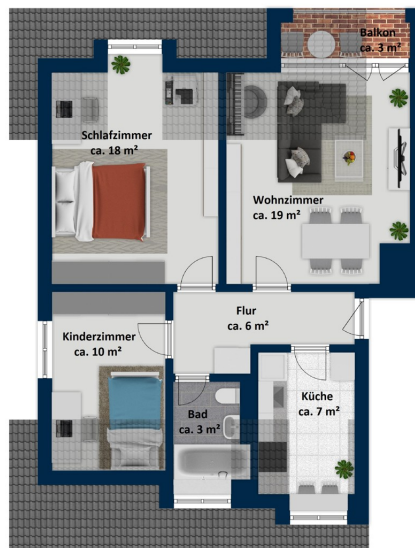 Balkon
ca. 3 m²
Schlafzimmer
ca. 18 m²
Wohnzimmer
ca. 19 m²
Flur
ca. 6 m²
Kinderzimmer
ca. 10 m²
Küche
ca. 7 m²
Bad
ca. 3 m²